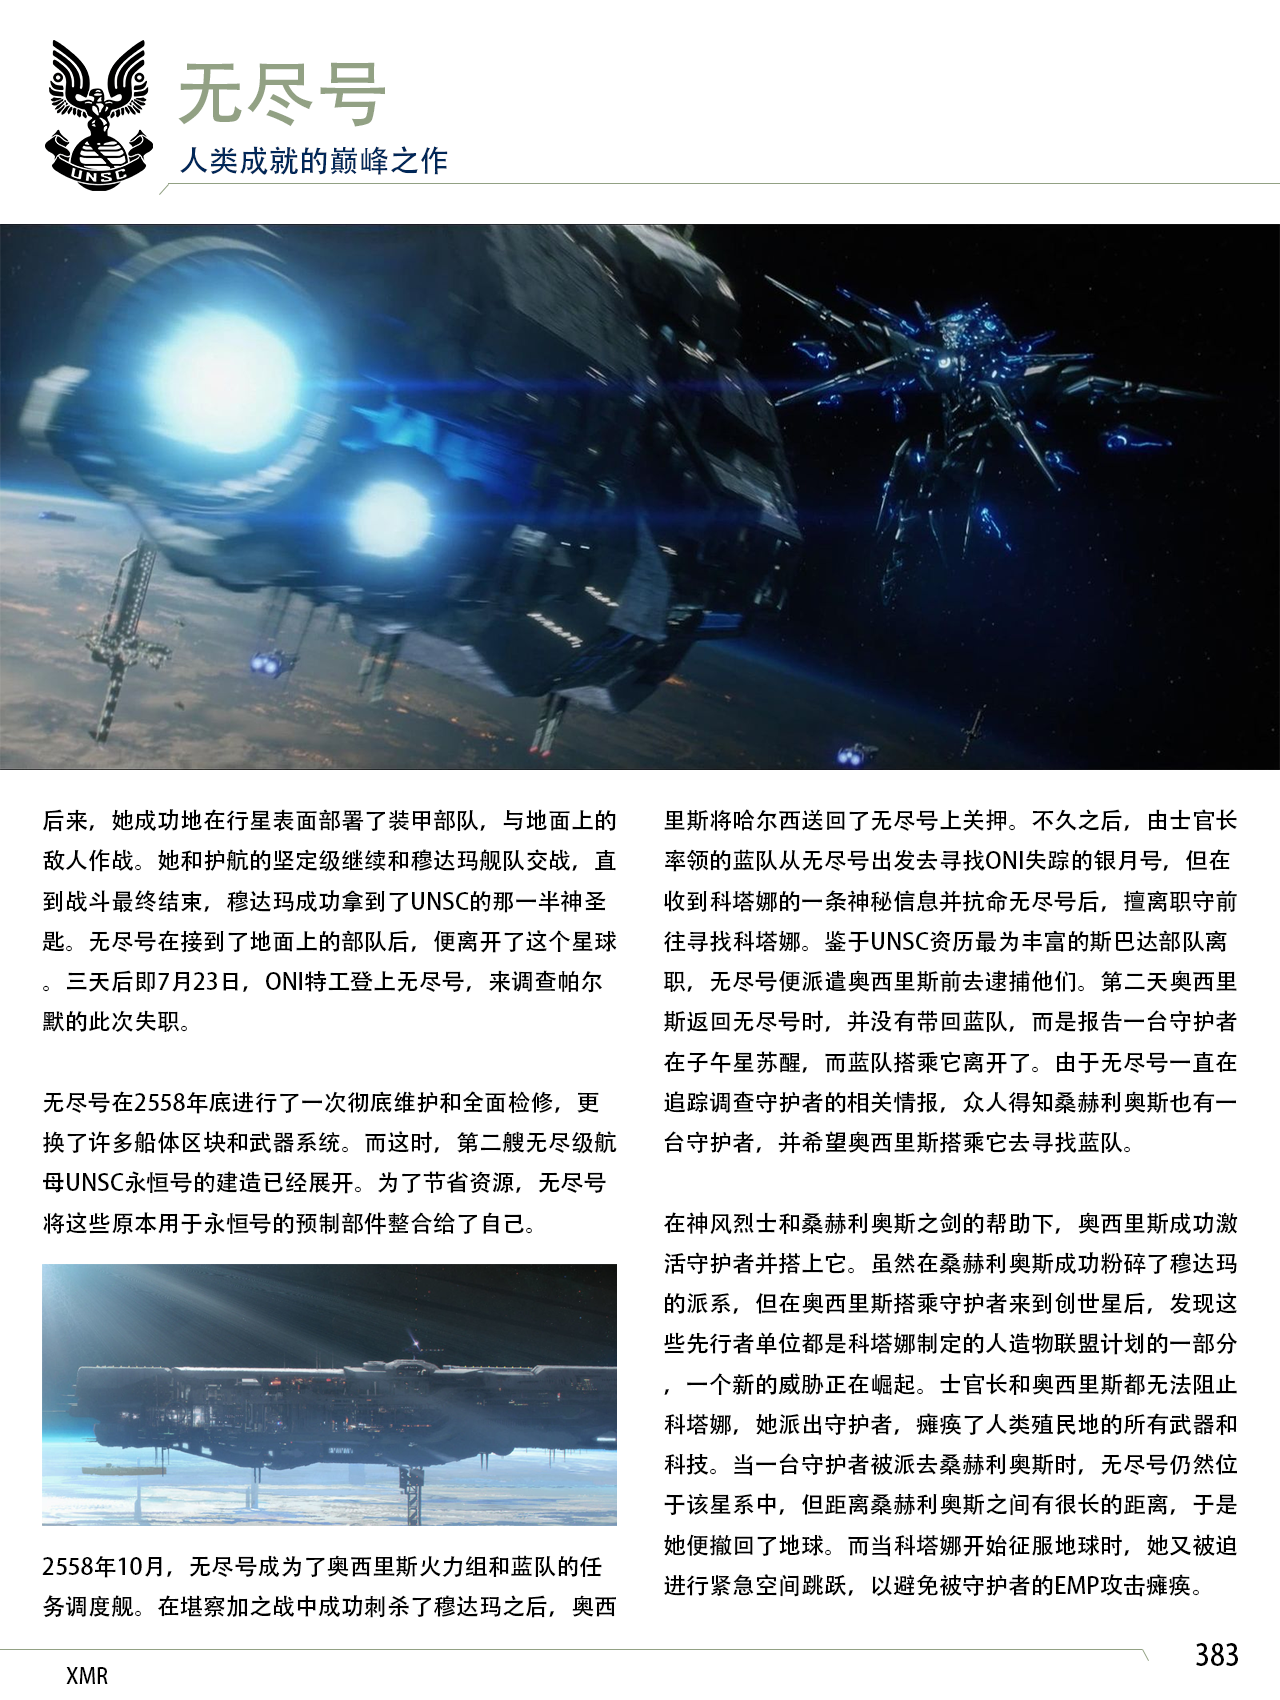 无尽号
人类成就的巅峰之作
UNSC
后来，她成功地在行星表面部署了装甲部队，与地面上的
敌人作战。她和护航的坚定级继续和穆达玛舰队交战，直
到战斗最终结束，穆达玛成功拿到了UNSC的那一半神圣
匙。无尽号在接到了地面上的部队后，便离开了这个星球
。三天后即7月23日，ONI特工登上无尽号，来调查帕尔
默的此次失职。
无尽号在2558年底进行了一次彻底维护和全面检修，更
换了许多船体区块和武器系统。而这时，第二艘无尽级航
母UNSC永恒号的建造已经展开。为了节省资源，无尽号
将这些原本用于永恒号的预制部件整合给了自己。
2558年10月，无尽号成为了奥西里斯火力组和蓝队的任
务调度舰。在堪察加之战中成功刺杀了穆达玛之后，奥西
里斯将哈尔西送回了无尽号上关押。不久之后，由士官长
率领的蓝队从无尽号出发去寻找ONI失踪的银月号，但在
收到科塔娜的一条神秘信息并抗命无尽号后，擅离职守前
往寻找科塔娜。鉴于UNSC资历最为丰富的斯巴达部队离
职，无尽号便派遣奥西里斯前去逮捕他们。第二天奥西里
斯返回无尽号时，并没有带回蓝队，而是报告一台守护者
在子午星苏醒，而蓝队搭乘它离开了。由于无尽号一直在
追踪调查守护者的相关情报，众人得知桑赫利奥斯也有一
台守护者，并希望奥西里斯搭乘它去寻找蓝队。
在神风烈士和桑赫利奥斯之剑的帮助下，奥西里斯成功激
活守护者并搭上它。虽然在桑赫利奥斯成功粉碎了穆达玛
的派系，但在奥西里斯搭乘守护者来到创世星后，发现这
些先行者单位都是科塔娜制定的人造物联盟计划的一部分
，一个新的威胁正在崛起。士官长和奥西里斯都无法阻止
科塔娜，她派出守护者，瘫痪了人类殖民地的所有武器和
科技。当一台守护者被派去桑赫利奥斯时，无尽号仍然位
于该星系中，但距离桑赫利奥斯之间有很长的距离，于是
她便撤回了地球。而当科塔娜开始征服地球时，她又被迫
进行紧急空间跳跃，以避免被守护者的EMP攻击瘫痪。
383
XMR